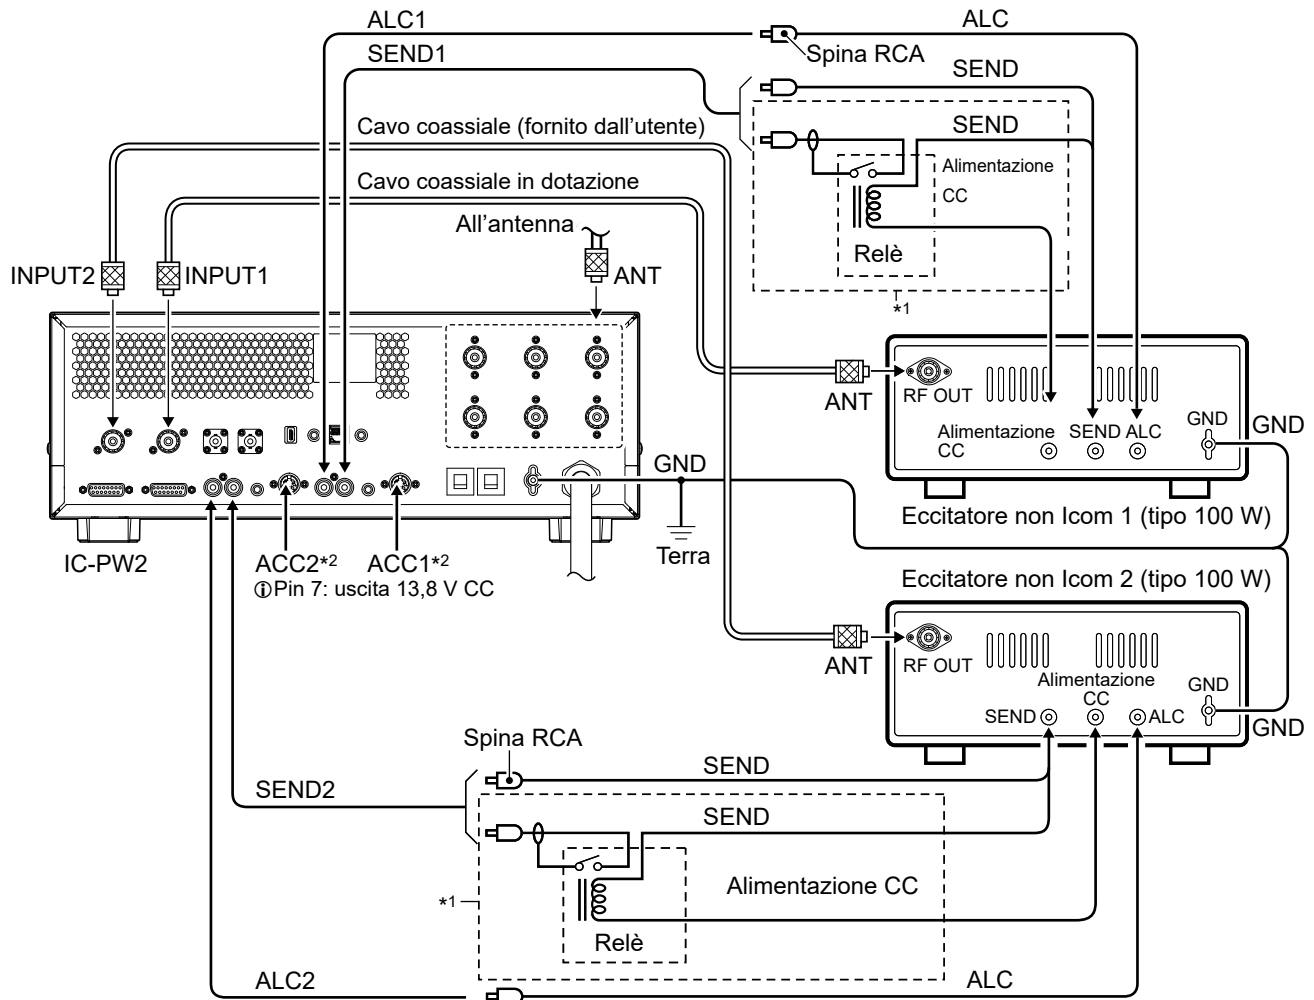 ALC1
ALC
SEND1
Spina RCA
SEND
Cavo coassiale (fornito dall'utente)
SEND
Alimentazione
CC
Cavo coassiale in dotazione
All'antenna
Relè
INPUT2
INPUT1
ANT
*1
ANT
RF OUT
GND
GND
Alimentazione
CC
SEND
ALC
GND
Eccitatore non Icom 1 (tipo 100 W)
Terra
IC-PW2
ACC2*2
ACC1*2
ⓘPin 7: uscita 13,8 V CC
Eccitatore non Icom 2 (tipo 100 W)
ANT
RF OUT
Alimentazione
CC
GND
SEND
ALC
GND
Spina RCA
SEND
SEND2
SEND
Alimentazione CC
*1
Relè
ALC2
ALC